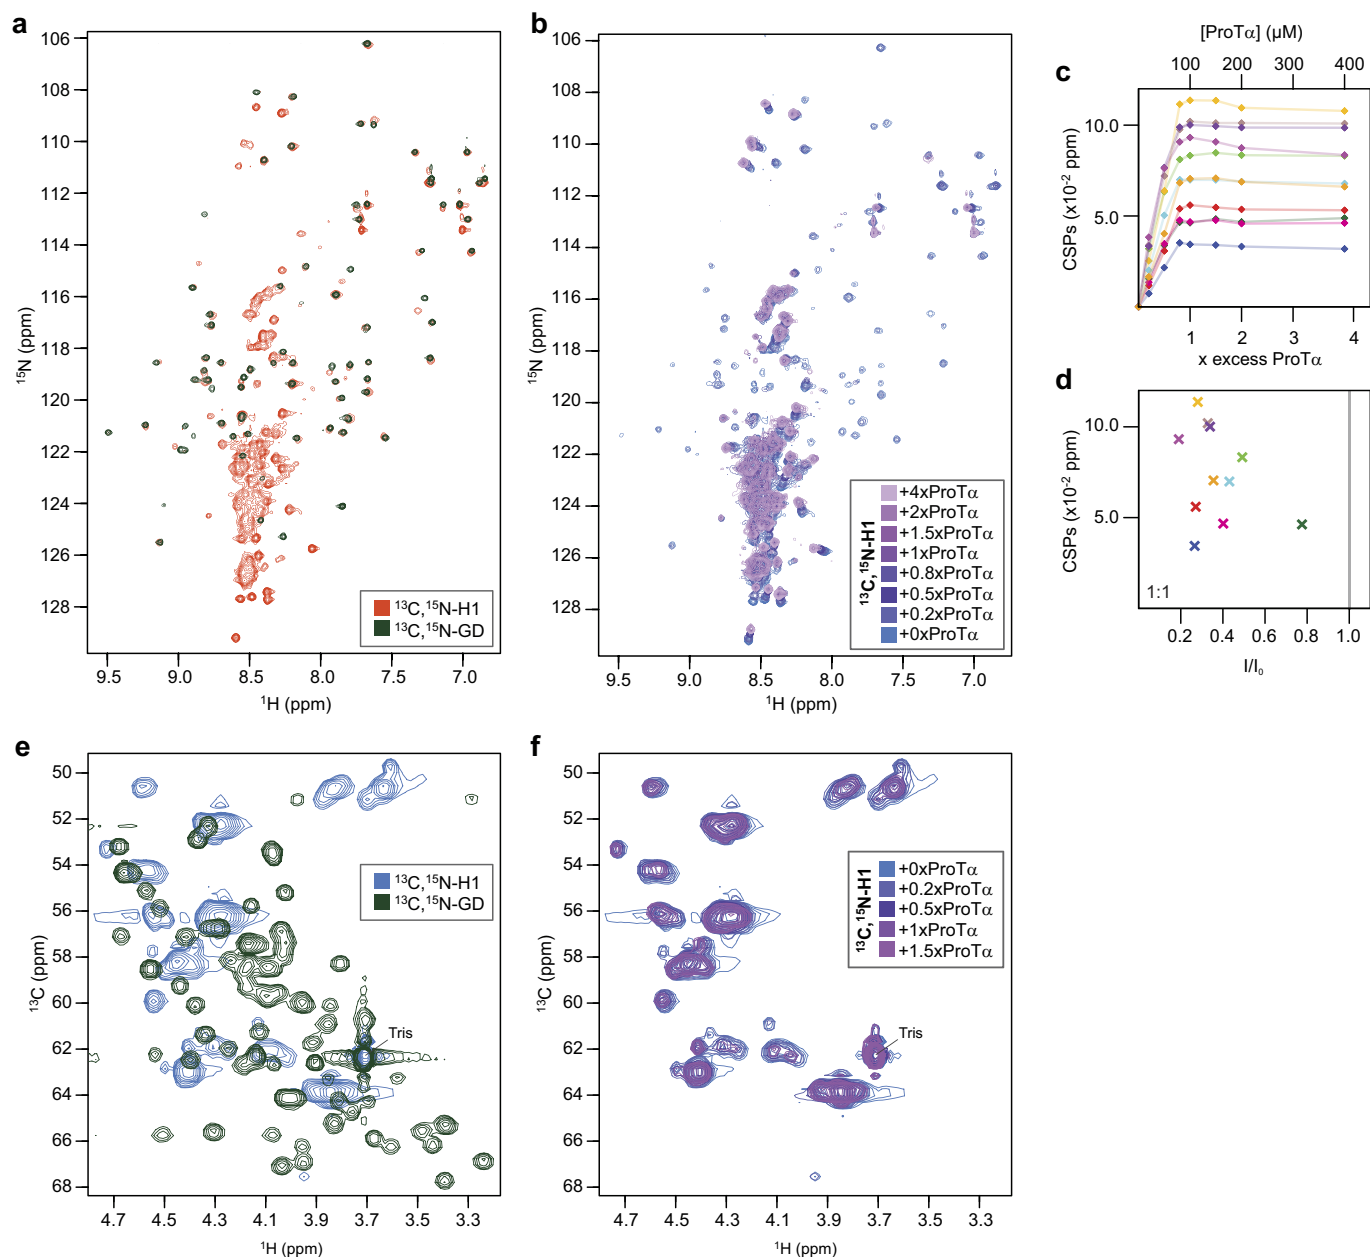 a
106
108
110
112
114
116
118
120
122
124
126
128
¹⁵N (ppm)
¹³C,¹⁵N-H1
¹³C,¹⁵N-GD
9.5 9.0 8.5 8.0 7.5 7.0
¹H (ppm)
b
106
108
110
112
114
116
118
120
122
124
126
128
¹⁵N (ppm)
¹³C,¹⁵N-H1
+4xProTα
+2xProTα
+1.5xProTα
+1xProTα
+0.8xProTα
+0.5xProTα
+0.2xProTα
+0xProTα
9.5 9.0 8.5 8.0 7.5 7.0
¹H (ppm)
c
[ProTα] (µM)
100 200 300 400
10.0
5.0
CSPs (x10⁻² ppm)
1 2 3 4
x excess ProTα
d
10.0
5.0
CSPs (x10⁻² ppm)
1:1
0.2 0.4 0.6 0.8 1.0
I/I₀
e
50
52
54
56
58
60
62
64
66
68
¹³C (ppm)
¹³C,¹⁵N-H1
¹³C,¹⁵N-GD
Tris
4.7 4.5 4.3 4.1 3.9 3.7 3.5 3.3
¹H (ppm)
f
50
52
54
56
58
60
62
64
66
68
¹³C (ppm)
¹³C,¹⁵N-H1
+0xProTα
+0.2xProTα
+0.5xProTα
+1xProTα
+1.5xProTα
Tris
4.7 4.5 4.3 4.1 3.9 3.7 3.5 3.3
¹H (ppm)